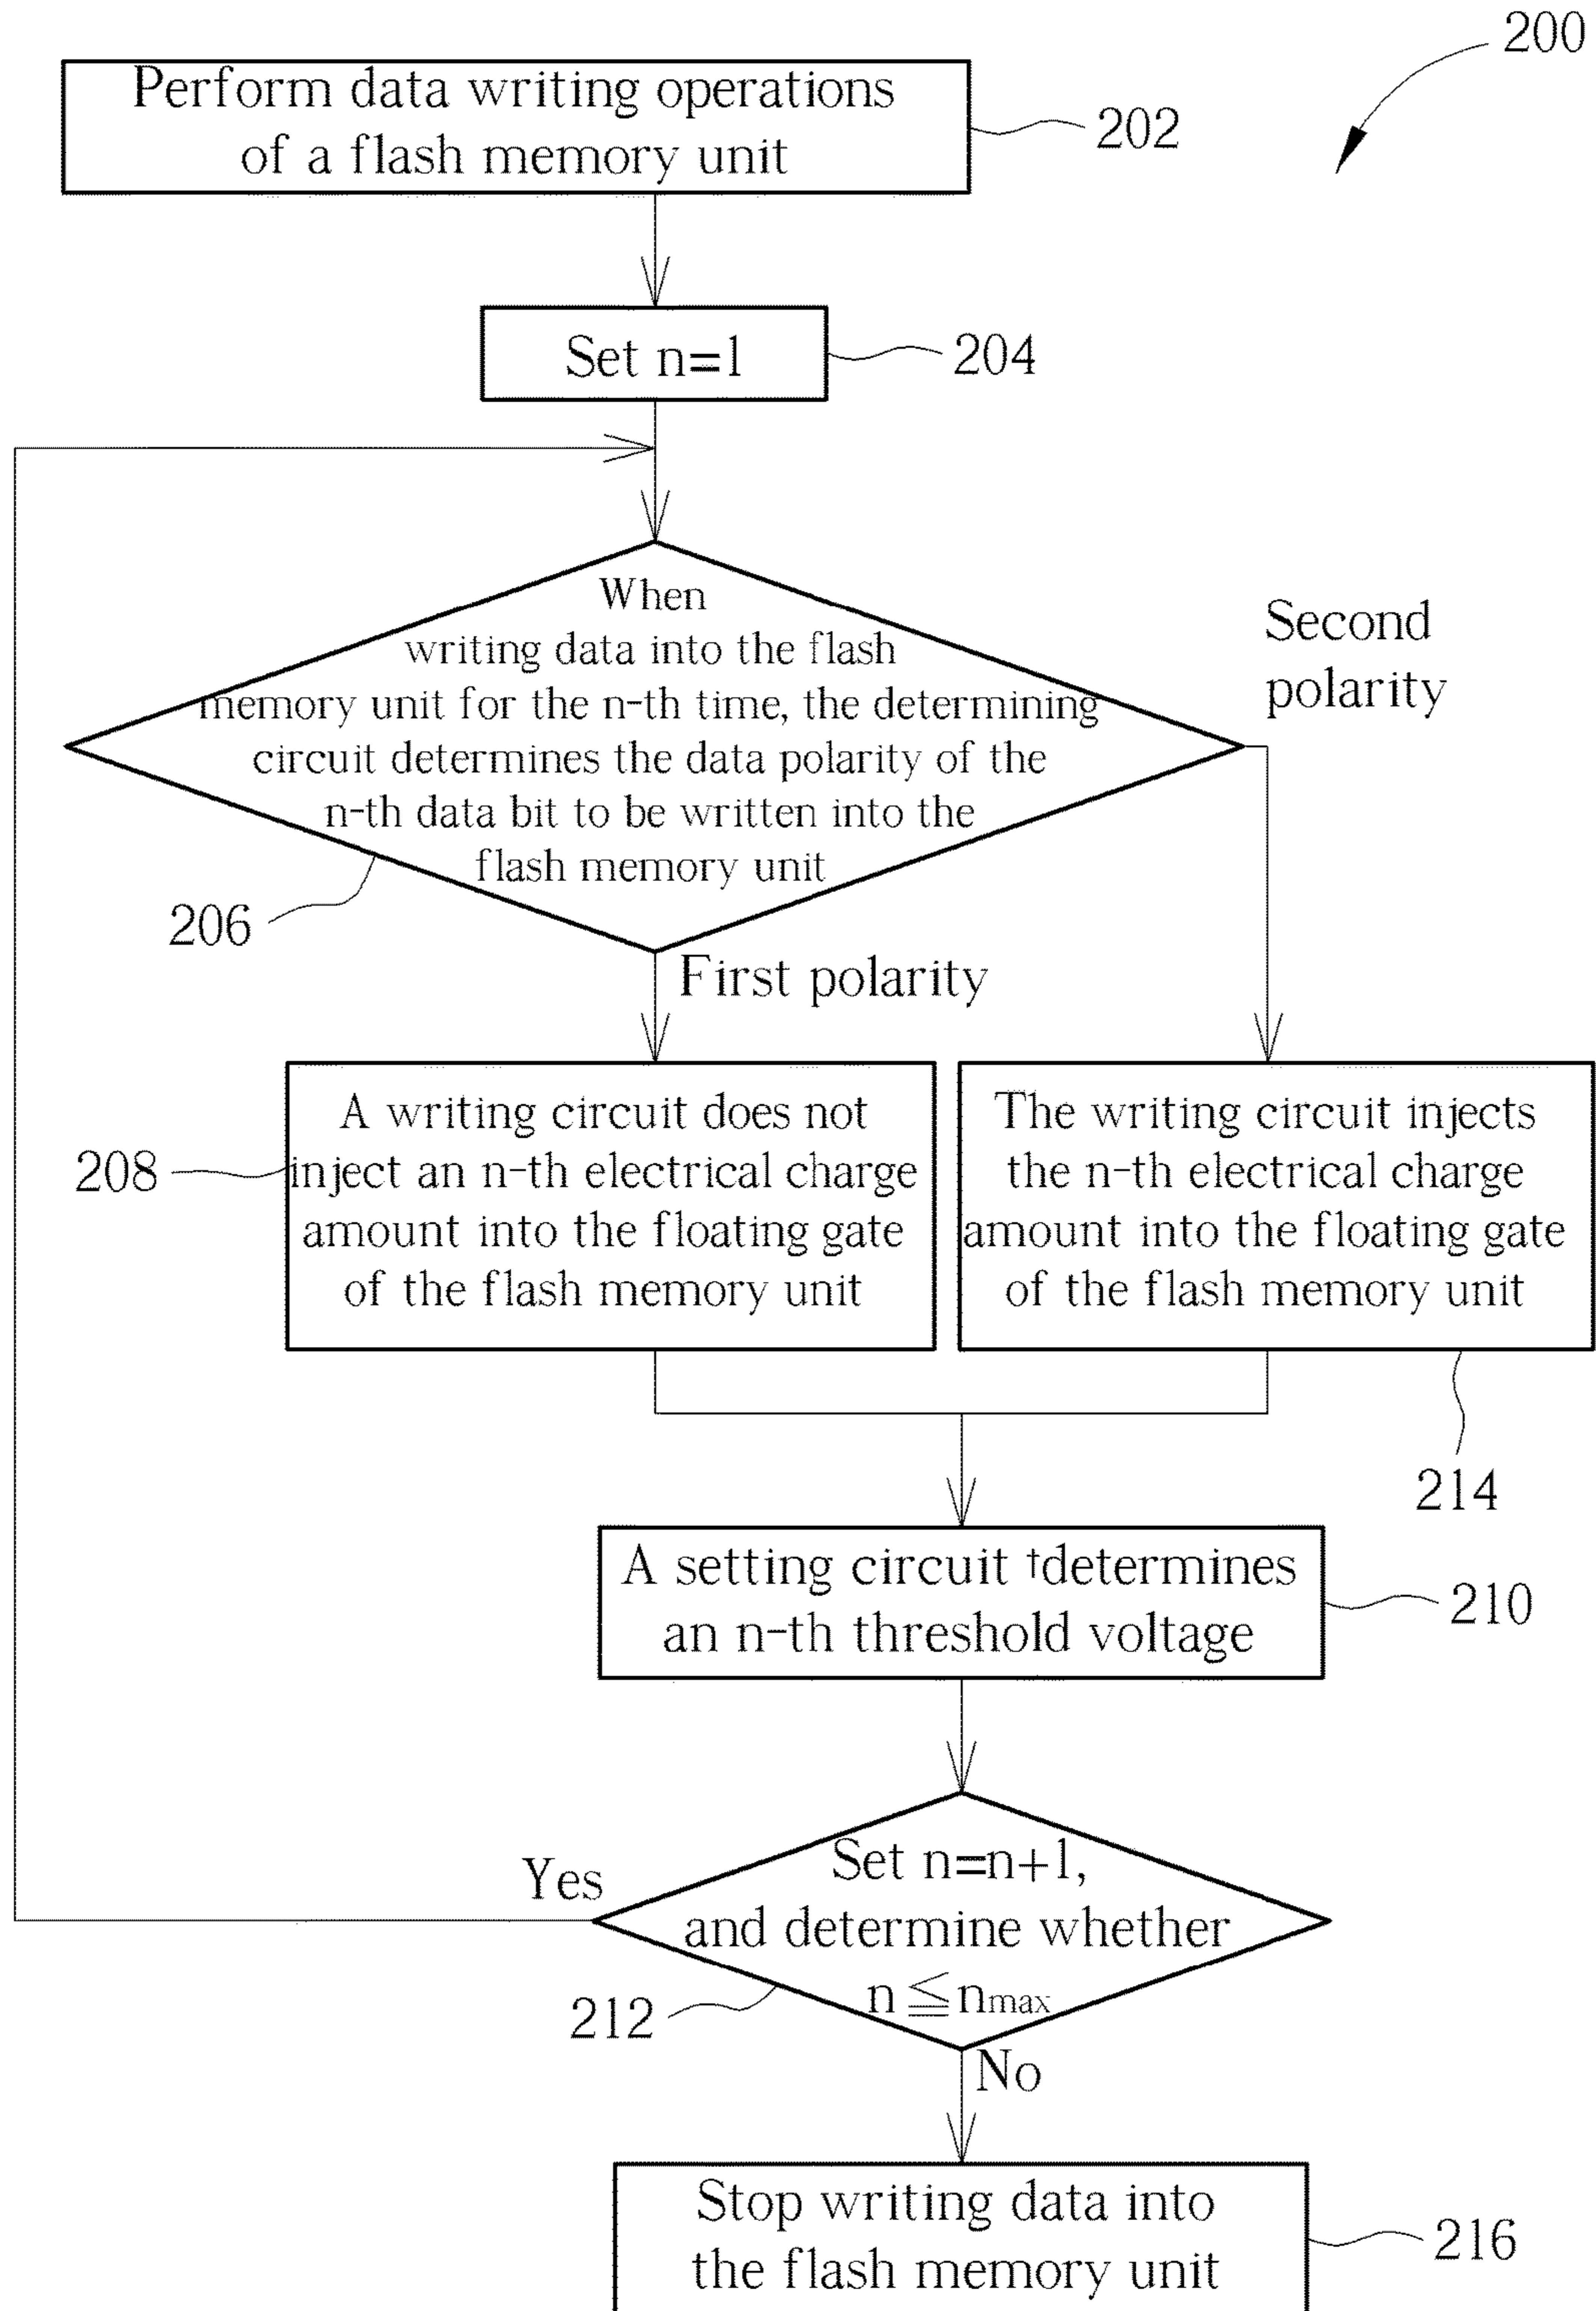 200
Perform data writing operations
of a flash memory unit
202
Set n=1
204
When
writing data into the flash
memory unit for the n-th time, the determining
circuit determines the data polarity of the
n-th data bit to be written into the
flash memory unit
206
Second
polarity
First polarity
A writing circuit does not
inject an n-th electrical charge
amount into the floating gate
of the flash memory unit
208
The writing circuit injects
the n-th electrical charge
amount into the floating gate
of the flash memory unit
214
A setting circuit †determines
an n-th threshold voltage
210
Set n=n+1,
and determine whether
n≦nmax
212
Yes
No
Stop writing data into
the flash memory unit
216